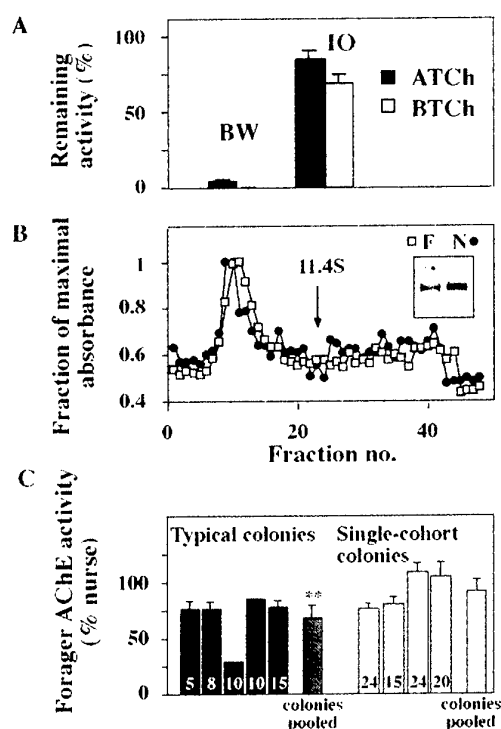 A
Remaining activity (%)
100
75
50
0
BW
IO
ATCh
BTCh
B
Fraction of maximal absorbance
1
0.8
0.6
0.4
11.4S
F N
0
20
40
Fraction no.
C
Forager AChE activity (% nurse)
100
75
50
0
Typical colonies
Single-cohort colonies
**
5 8 10 10 15
24 15 24 20
colonies pooled
colonies pooled